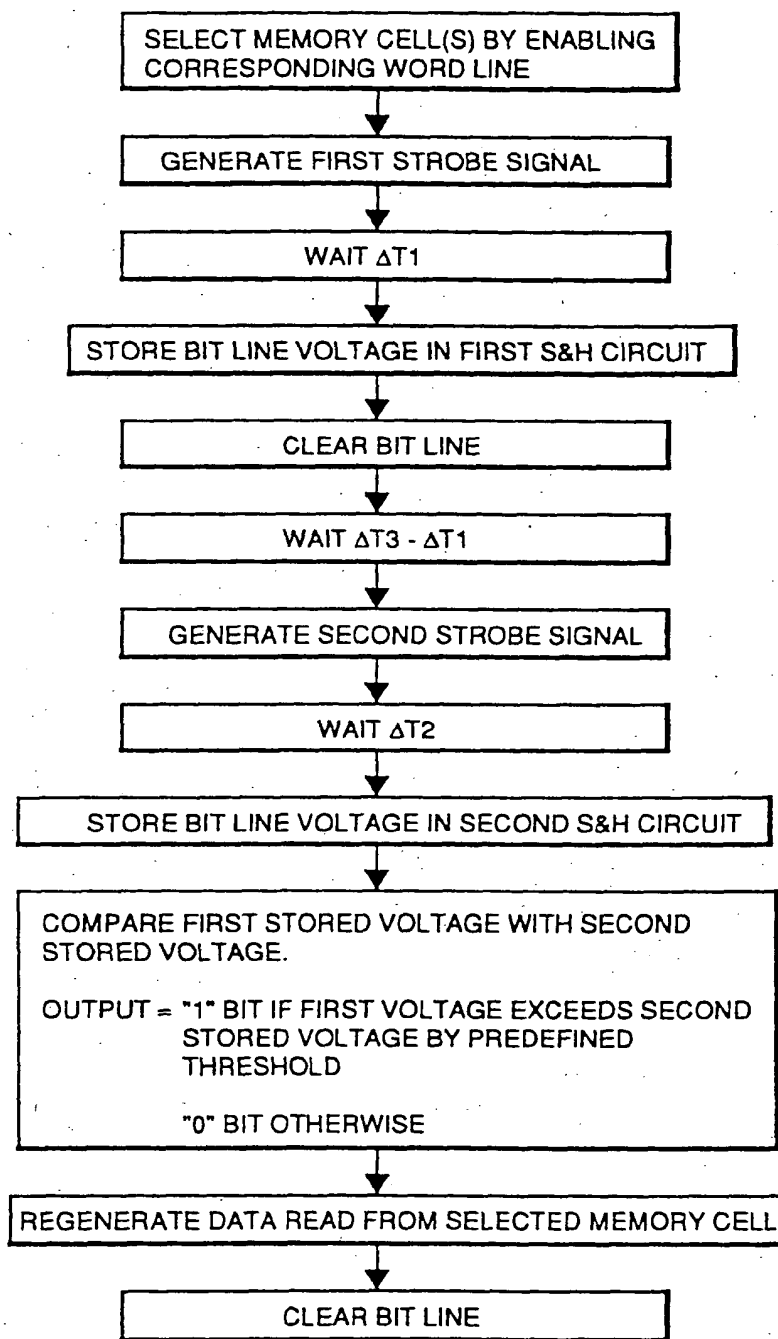 SELECT MEMORY CELL(S) BY ENABLING
CORRESPONDING WORD LINE
GENERATE FIRST STROBE SIGNAL
WAIT ΔT1
STORE BIT LINE VOLTAGE IN FIRST S&H CIRCUIT
CLEAR BIT LINE
WAIT ΔT3 - ΔT1
GENERATE SECOND STROBE SIGNAL
WAIT ΔT2
STORE BIT LINE VOLTAGE IN SECOND S&H CIRCUIT
COMPARE FIRST STORED VOLTAGE WITH SECOND
STORED VOLTAGE.
OUTPUT = "1" BIT IF FIRST VOLTAGE EXCEEDS SECOND
STORED VOLTAGE BY PREDEFINED
THRESHOLD
"0" BIT OTHERWISE
REGENERATE DATA READ FROM SELECTED MEMORY CELL
CLEAR BIT LINE